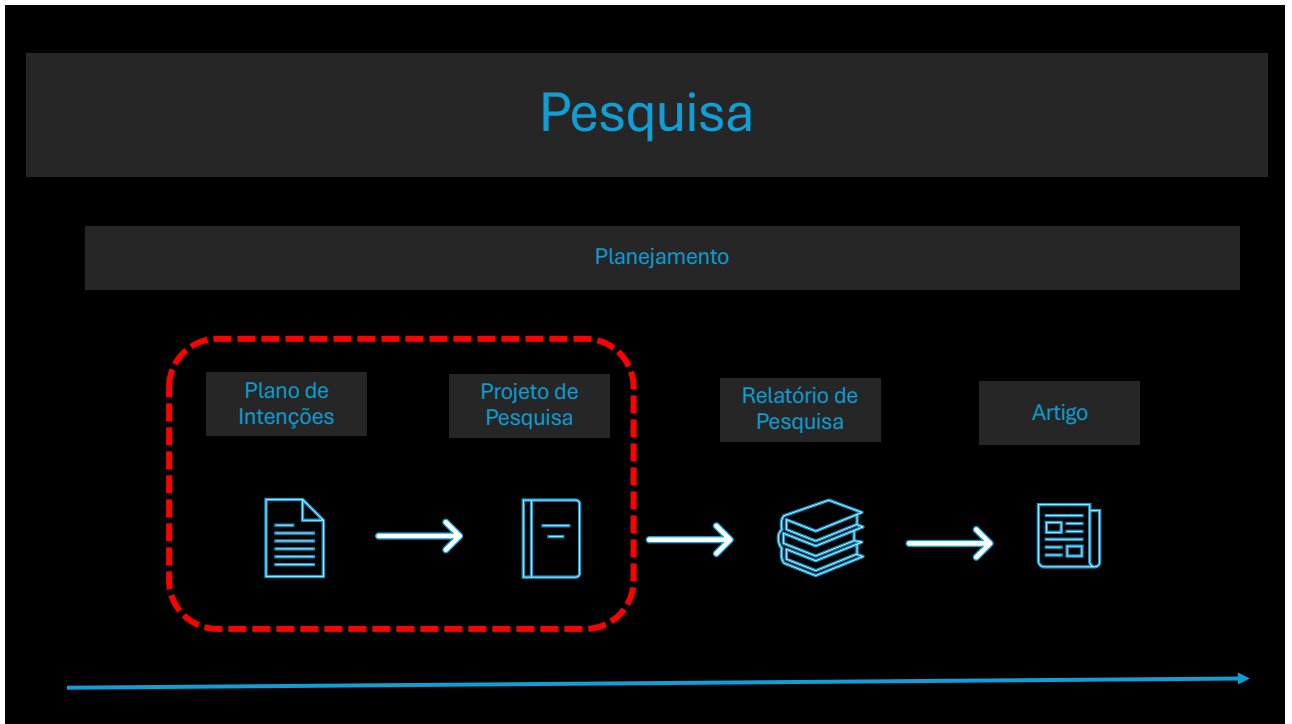 Pesquisa
Planejamento
Plano de
Intenções
Projeto de
Pesquisa
Relatório de
Pesquisa
Artigo